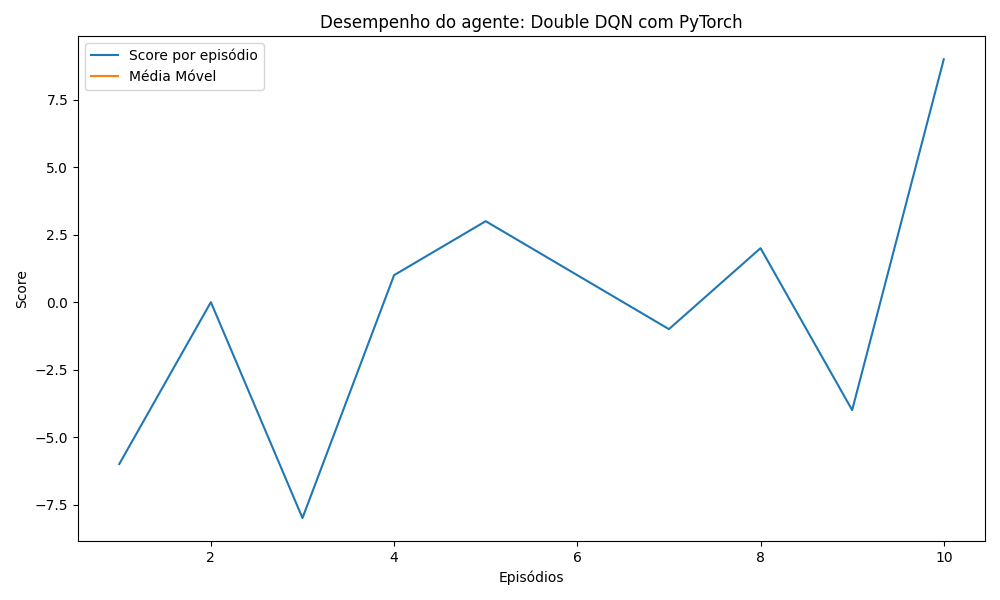 Desempenho do agente: Double DQN com PyTorch
Score por episódio
Média Móvel
7.5
5.0
2.5
0.0
−2.5
−5.0
−7.5
Score
2
4
6
8
10
Episódios